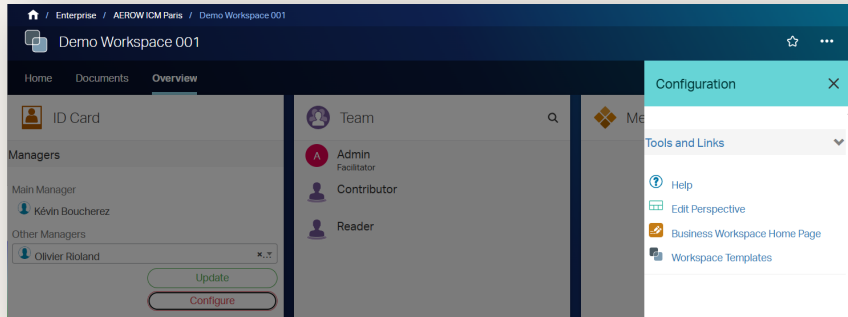 / Enterprise / AEROW ICM Paris / Demo Workspace 001
Demo Workspace 001
Home Documents Overview
Configuration
ID Card
Team
Me
Managers
Main Manager
Kévin Boucherez
Other Managers
Olivier Rioland
Update
Configure
A Admin
Facilitator
Contributor
Reader
Tools and Links
Help
Edit Perspective
Business Workspace Home Page
Workspace Templates